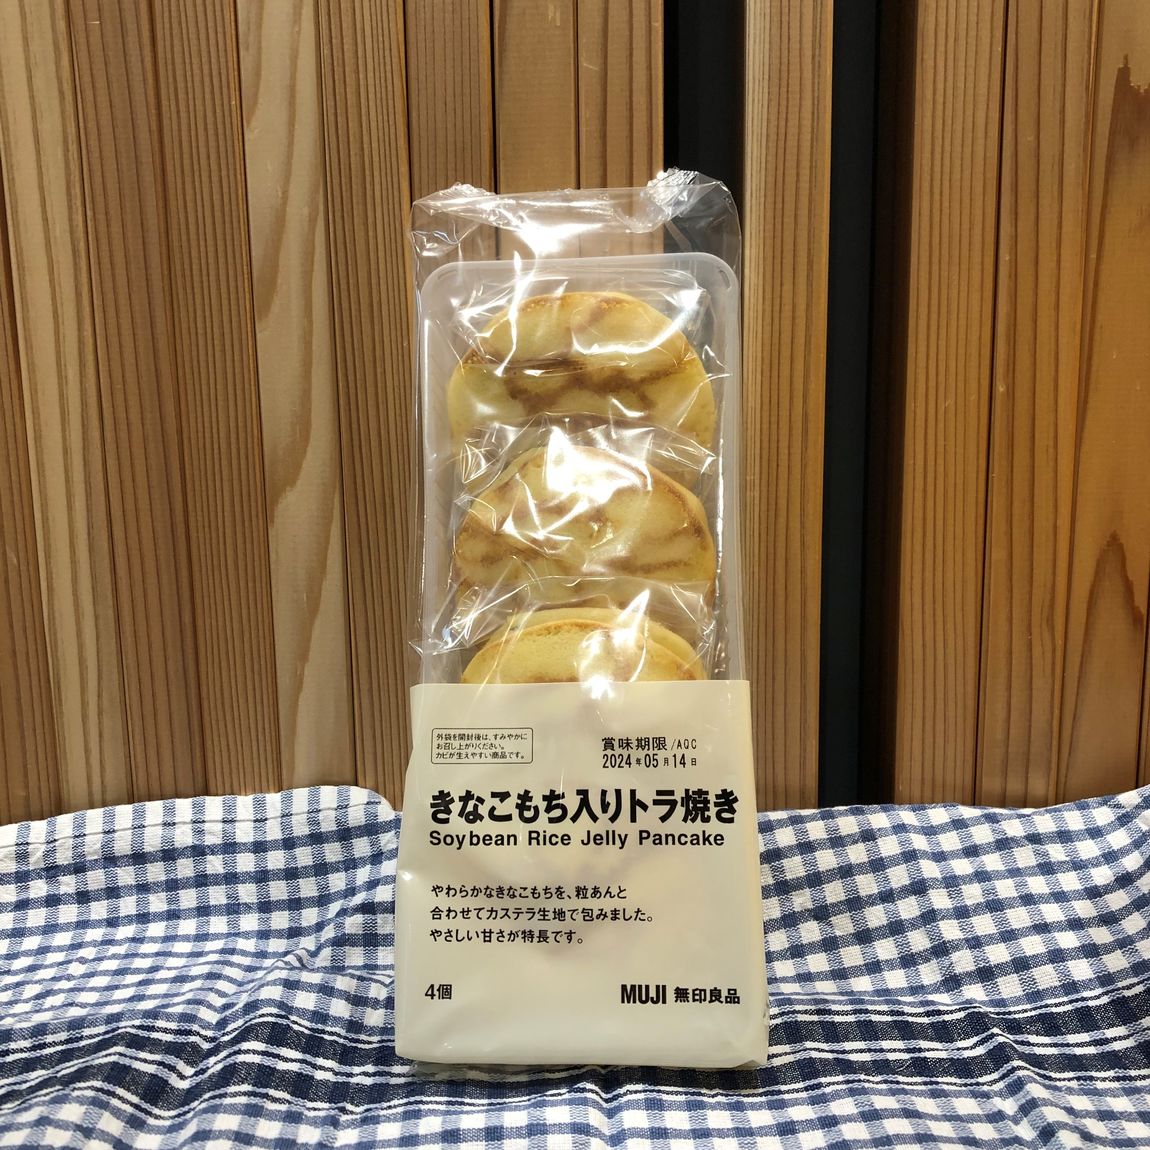 外袋を開封後は、すみやかに
お召し上がりください。
カビが生えやすい商品です。
賞味期限/AQC
2024年05月14日
きなこもち入りトラ焼き
Soybean Rice Jelly Pancake
やわらかなきなこもちを、粒あんと
合わせてカステラ生地で包みました。
やさしい甘さが特長です。
4個
MUJI 無印良品